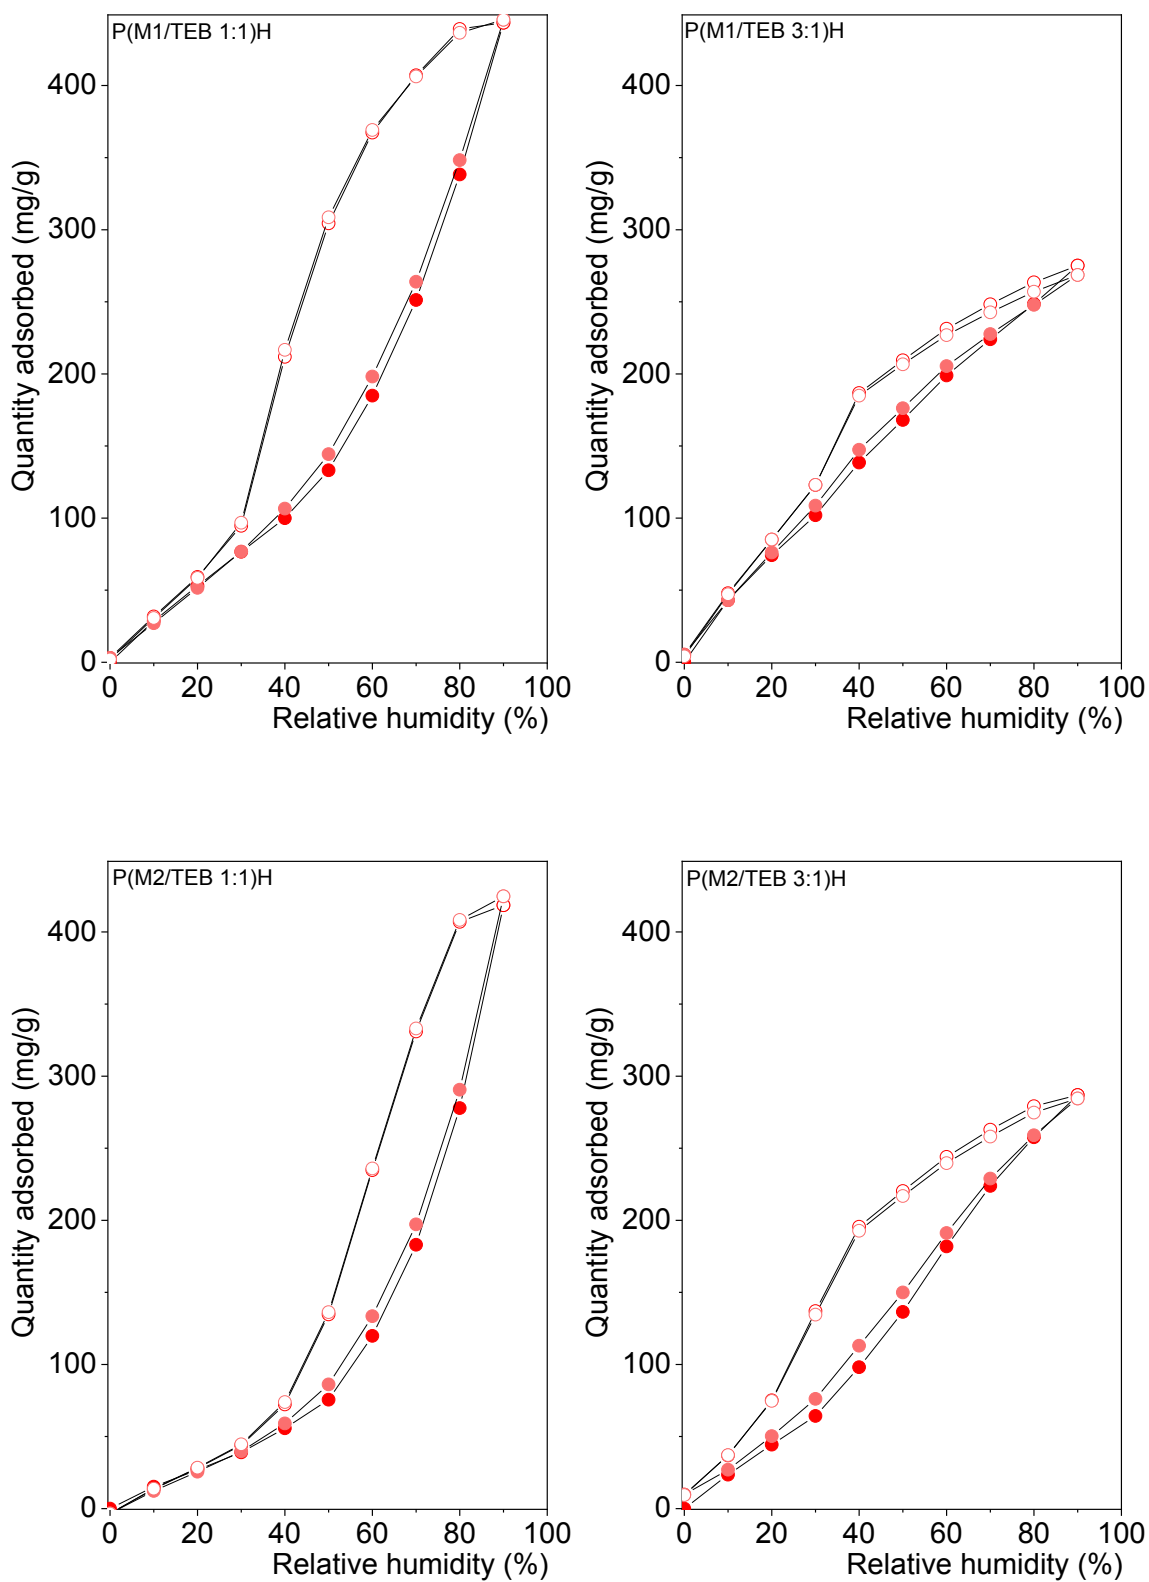 P(M1/TEB 1:1)H
400
300
200
100
0
0 20 40 60 80 100
Quantity adsorbed (mg/g)
Relative humidity (%)
P(M1/TEB 3:1)H
400
300
200
100
0
0 20 40 60 80 100
Quantity adsorbed (mg/g)
Relative humidity (%)
P(M2/TEB 1:1)H
400
300
200
100
0
0 20 40 60 80 100
Quantity adsorbed (mg/g)
Relative humidity (%)
P(M2/TEB 3:1)H
400
300
200
100
0
0 20 40 60 80 100
Quantity adsorbed (mg/g)
Relative humidity (%)